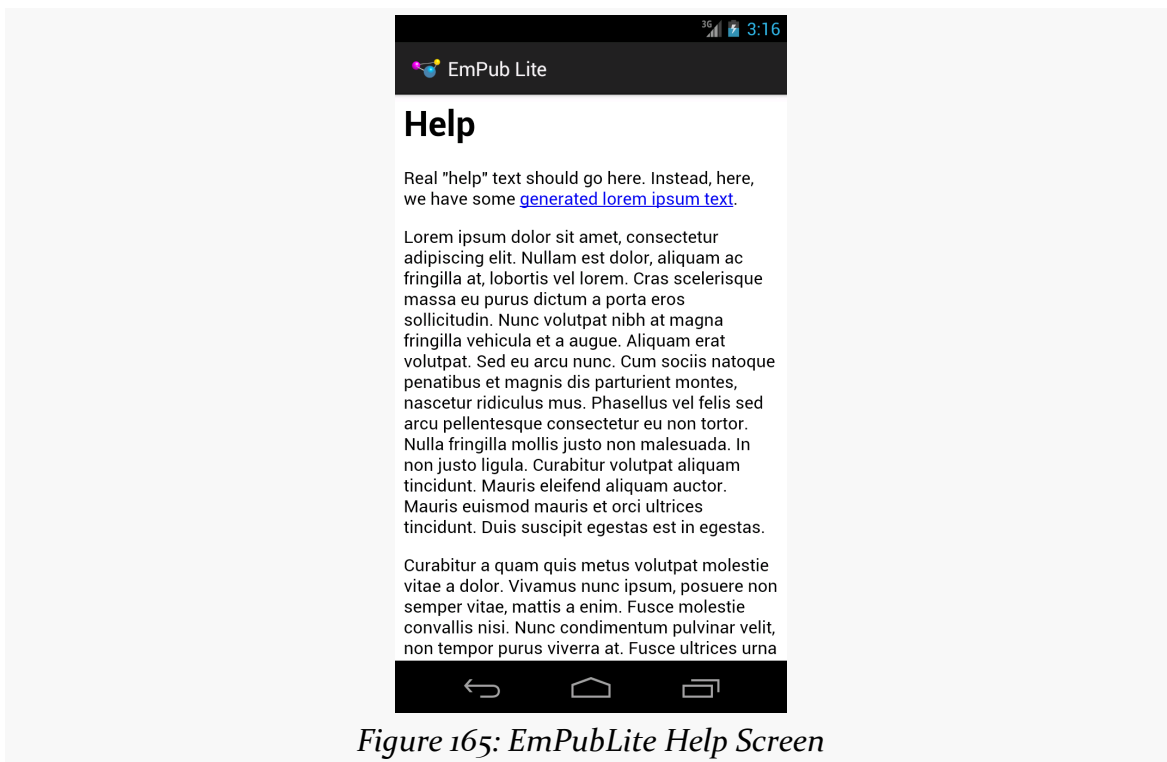 3G 3:16
EmPub Lite
Help
Real "help" text should go here. Instead, here,
we have some generated lorem ipsum text.
Lorem ipsum dolor sit amet, consectetur
adipiscing elit. Nullam est dolor, aliquam ac
fringilla at, lobortis vel lorem. Cras scelerisque
massa eu purus dictum a porta eros
sollicitudin. Nunc volutpat nibh at magna
fringilla vehicula et a augue. Aliquam erat
volutpat. Sed eu arcu nunc. Cum sociis natoque
penatibus et magnis dis parturient montes,
nascetur ridiculus mus. Phasellus vel felis sed
arcu pellentesque consectetur eu non tortor.
Nulla fringilla mollis justo non malesuada. In
non justo ligula. Curabitur volutpat aliquam
tincidunt. Mauris eleifend aliquam auctor.
Mauris euismod mauris et orci ultrices
tincidunt. Duis suscipit egestas est in egestas.
Curabitur a quam quis metus volutpat molestie
vitae a dolor. Vivamus nunc ipsum, posuere non
semper vitae, mattis a enim. Fusce molestie
convallis nisi. Nunc condimentum pulvinar velit,
non tempor purus viverra at. Fusce ultrices urna
Figure 165: EmPubLite Help Screen